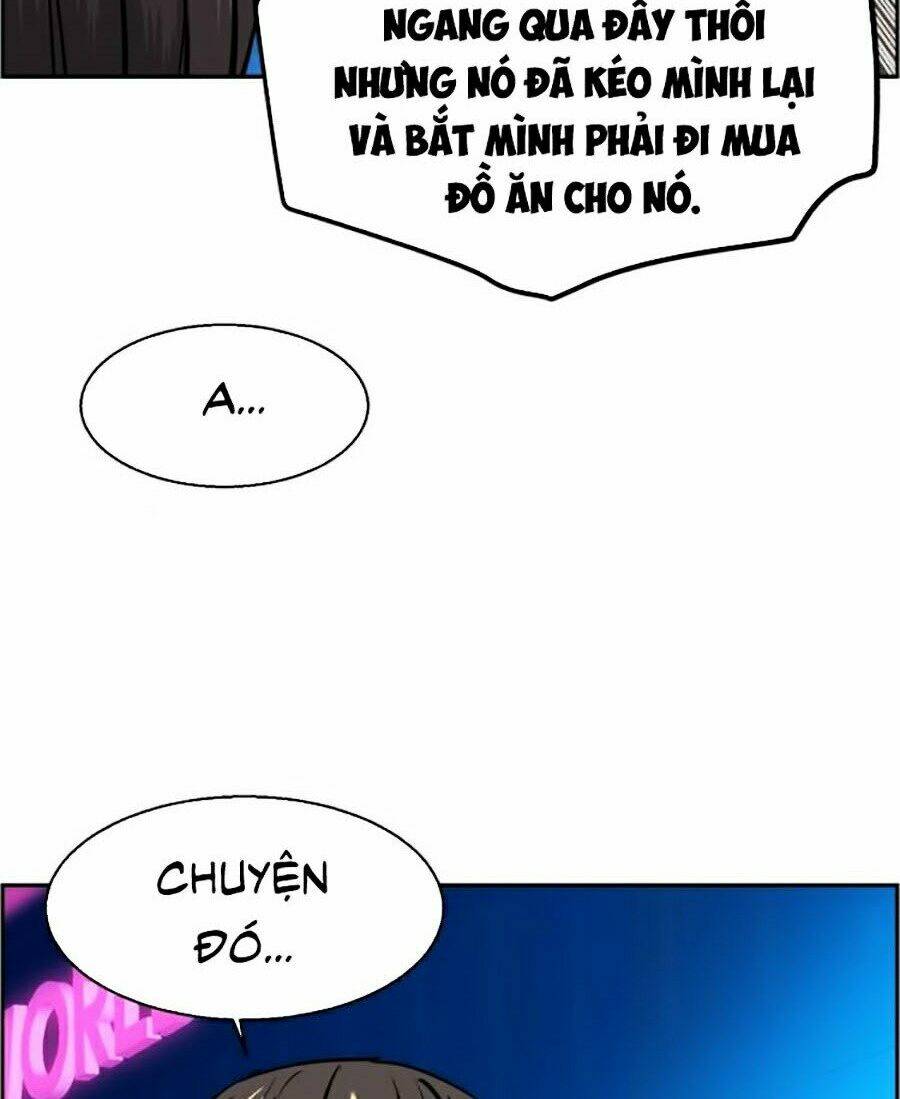 NGANG QUA ĐÂY THÔI
NHƯNG NÓ ĐÃ KÉO MÌNH LẠI
VÀ BẮT MÌNH PHẢI ĐI MUA
ĐỒ ĂN CHO NÓ.
A...
CHUYỆN
ĐÓ...
WORL